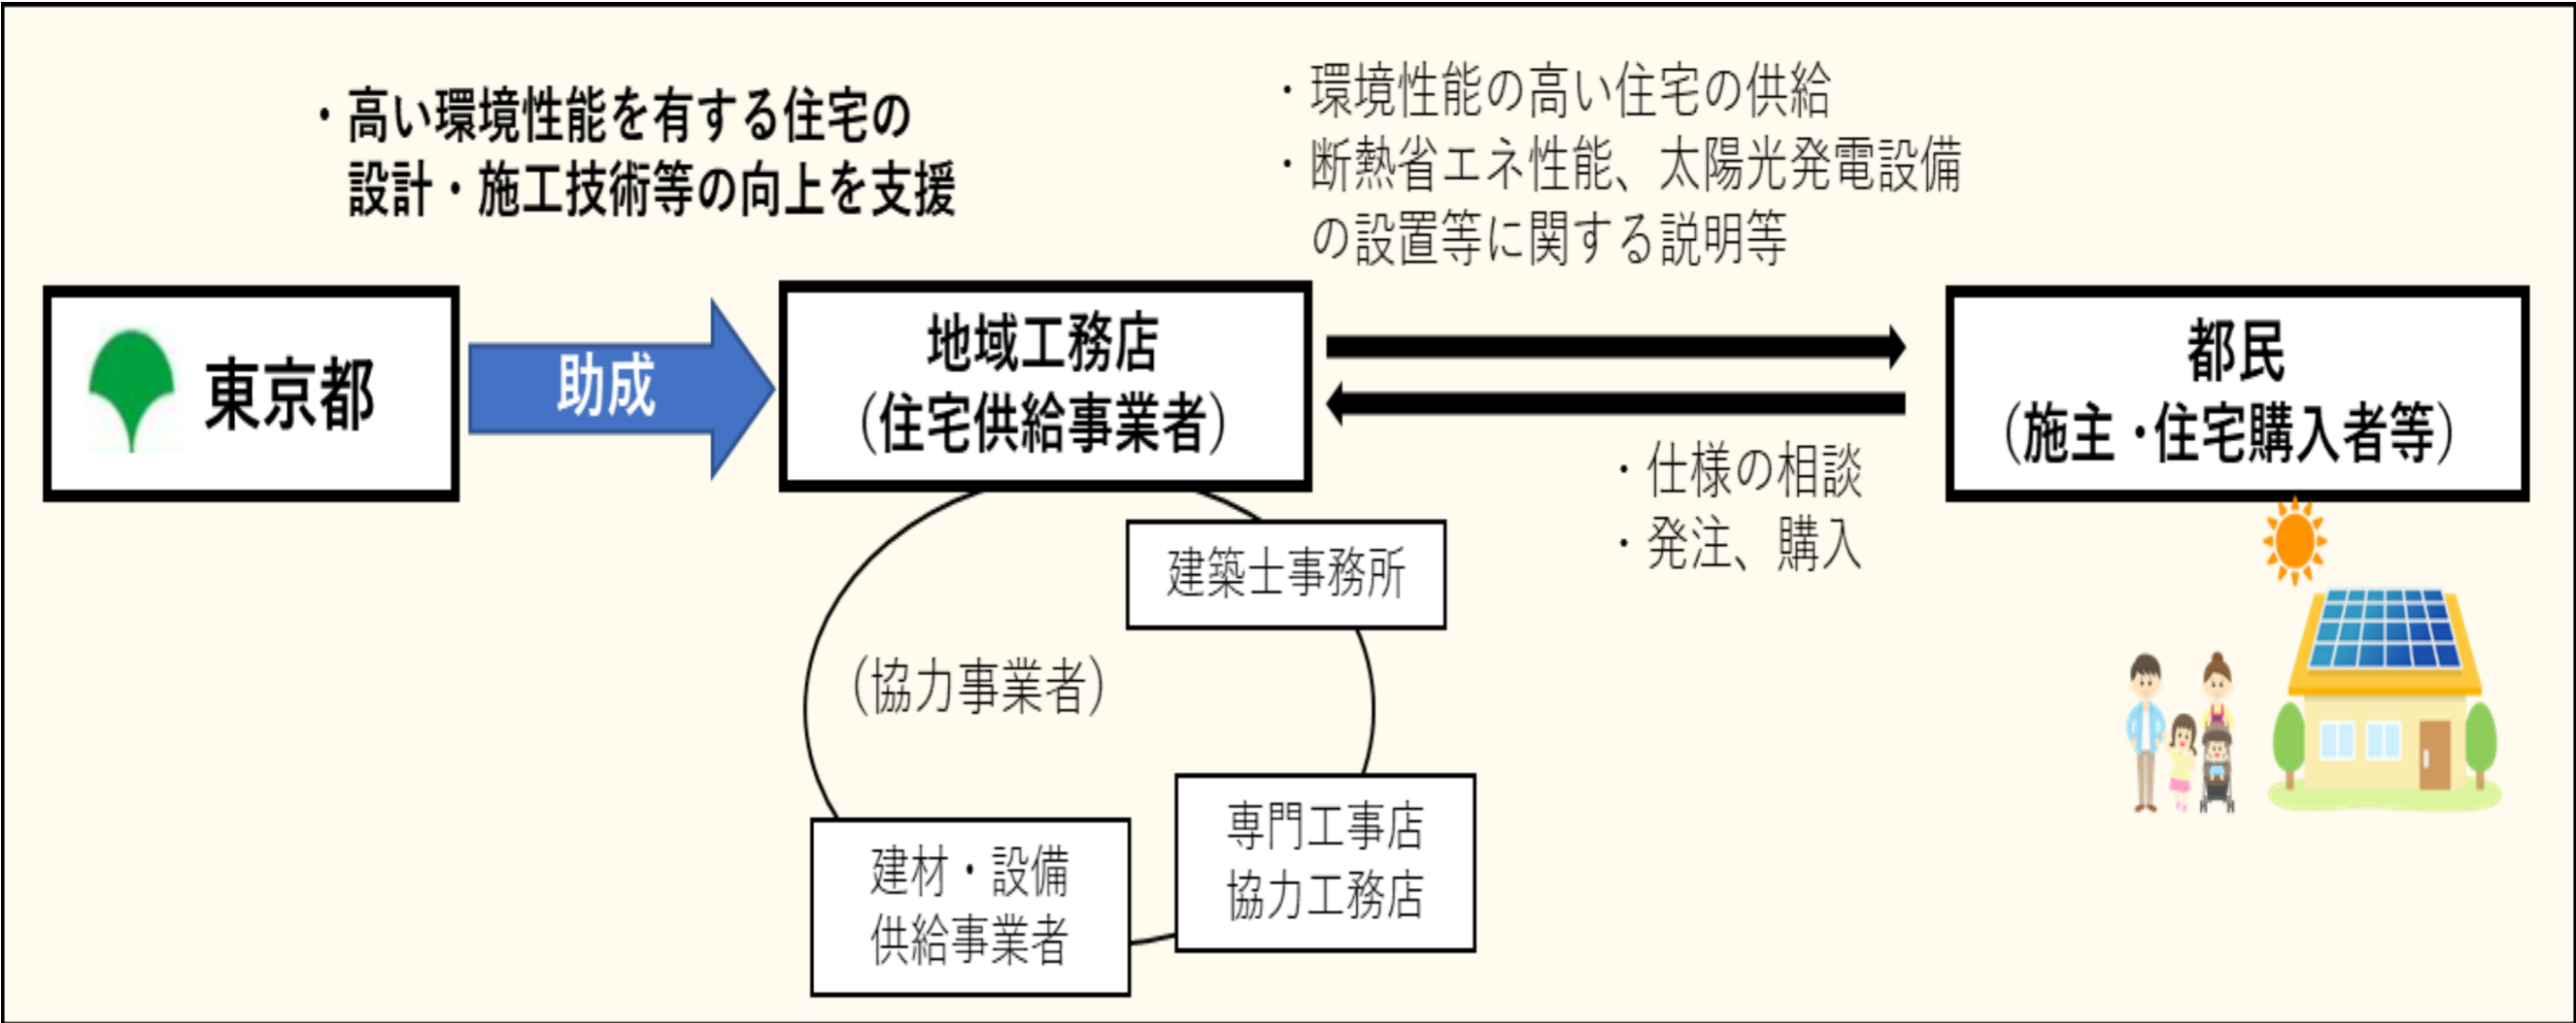 ・高い環境性能を有する住宅の
設計・施工技術等の向上を支援
・環境性能の高い住宅の供給
・断熱省エネ性能、太陽光発電設備
の設置等に関する説明等
東京都
助成
地域工務店
(住宅供給事業者)
都民
(施主・住宅購入者等)
・仕様の相談
・発注、購入
建築士事務所
(協力事業者)
専門工事店
協力工務店
建材・設備
供給事業者